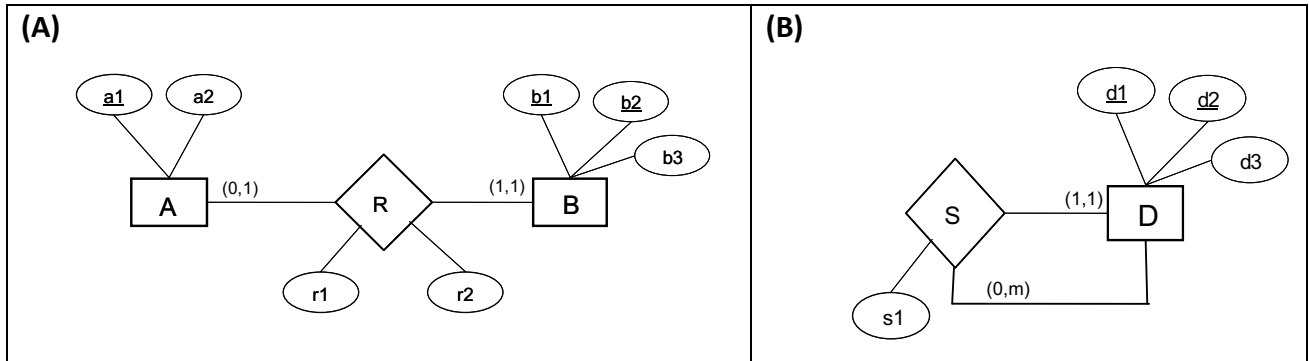 (A)
a1
a2
b1
b2
b3
A
(0,1)
R
(1,1)
B
r1
r2
(B)
d1
d2
d3
S
(1,1)
D
(0,m)
s1